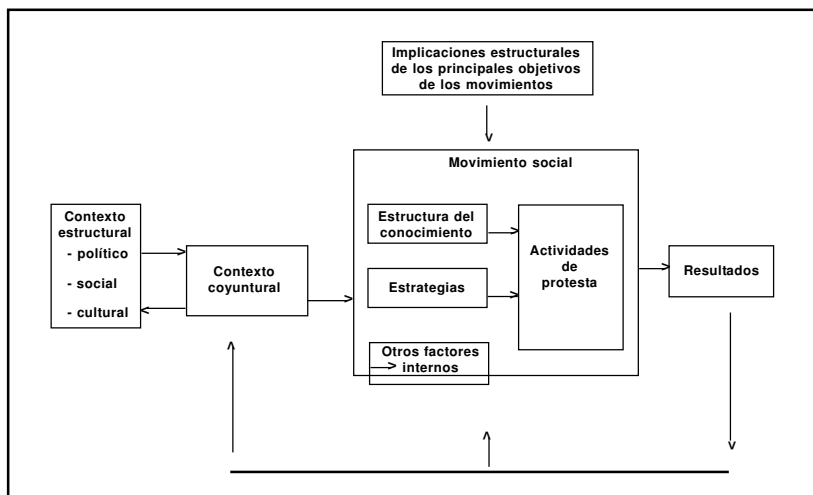 Implicaciones estructurales
de los principales objetivos
de los movimientos
Movimiento social
Contexto
estructural
- político
- social
- cultural
Contexto
coyuntural
Estructura del
conocimiento
Estrategias
Otros factores
internos
Actividades
de
protesta
Resultados